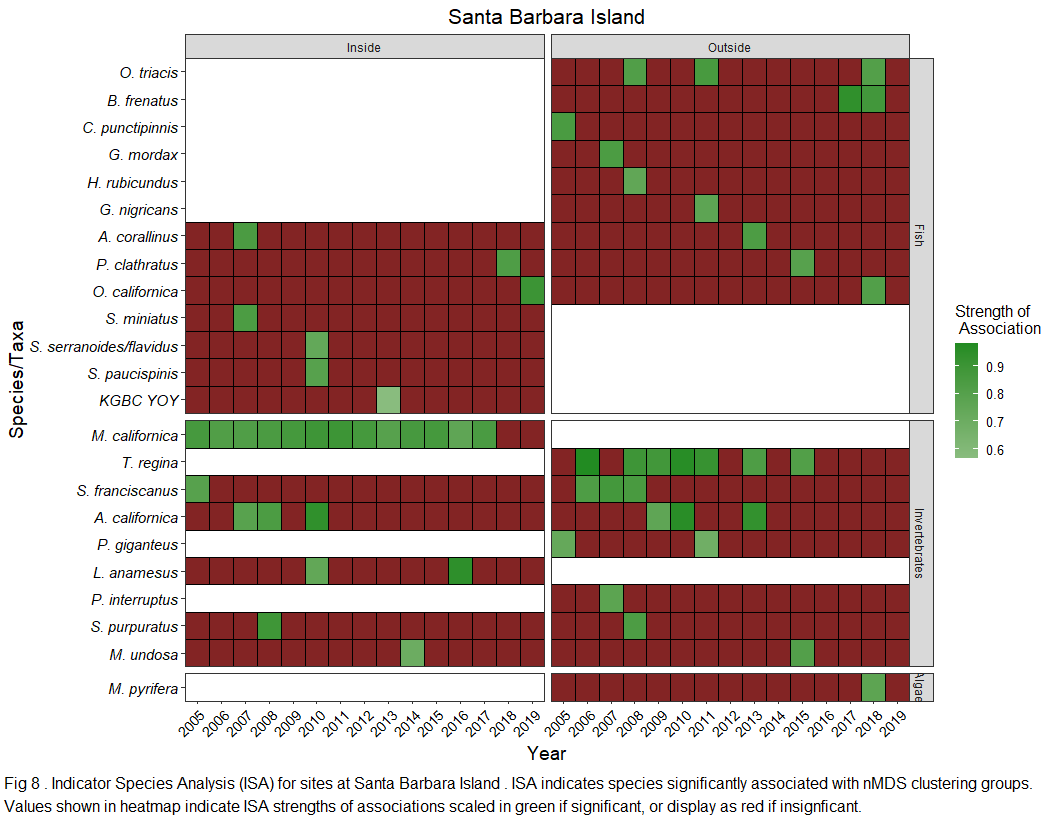 Santa Barbara Island
Inside
Outside
O. triacis
B. frenatus
C. punctipinnis
G. mordax
H. rubicundus
G. nigricans
A. corallinus
P. clathratus
O. californica
S. miniatus
S. serranoides/flavidus
S. paucispinis
KGBC YOY
Fish
M. californica
T. regina
S. franciscanus
A. californica
P. giganteus
L. anamesus
P. interruptus
S. purpuratus
M. undosa
Invertebrates
M. pyrifera
Algae
Species/Taxa
2005 2006 2007 2008 2009 2010 2011 2012 2013 2014 2015 2016 2017 2018 2019
2005 2006 2007 2008 2009 2010 2011 2012 2013 2014 2015 2016 2017 2018 2019
Year
Strength of
Association
0.9
0.8
0.7
0.6
Fig 8 . Indicator Species Analysis (ISA) for sites at Santa Barbara Island . ISA indicates species significantly associated with nMDS clustering groups.
Values shown in heatmap indicate ISA strengths of associations scaled in green if significant, or display as red if insignficant.